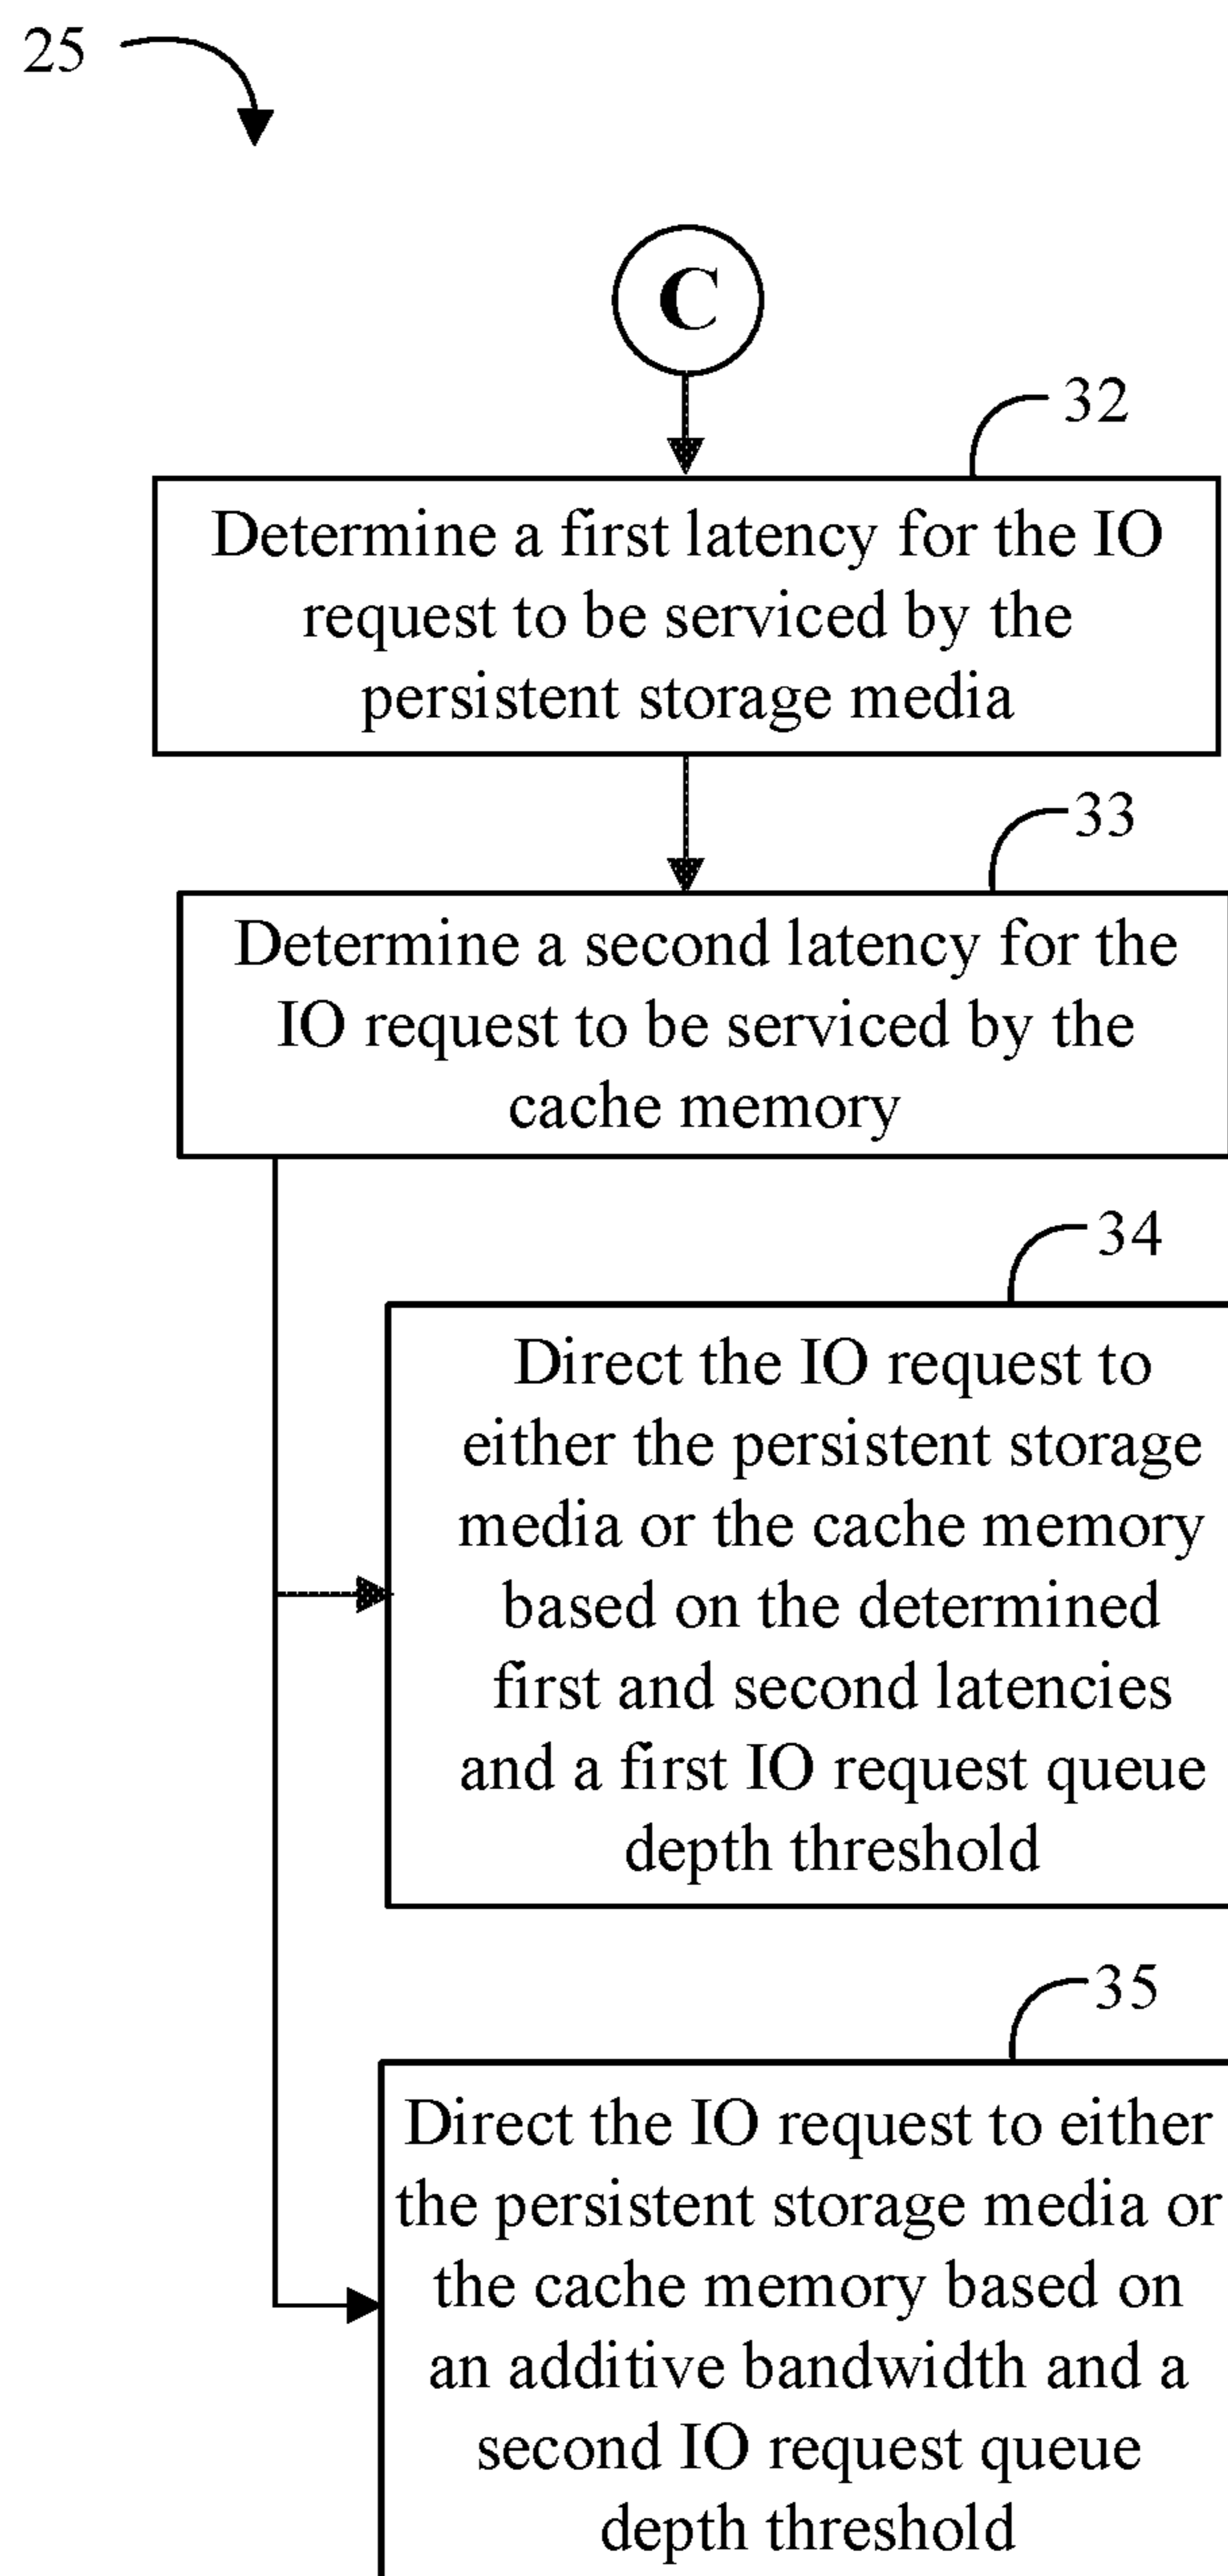 25
C
32
Determine a first latency for the IO
request to be serviced by the
persistent storage media
33
Determine a second latency for the
IO request to be serviced by the
cache memory
34
Direct the IO request to
either the persistent storage
media or the cache memory
based on the determined
first and second latencies
and a first IO request queue
depth threshold
35
Direct the IO request to either
the persistent storage media or
the cache memory based on
an additive bandwidth and a
second IO request queue
depth threshold